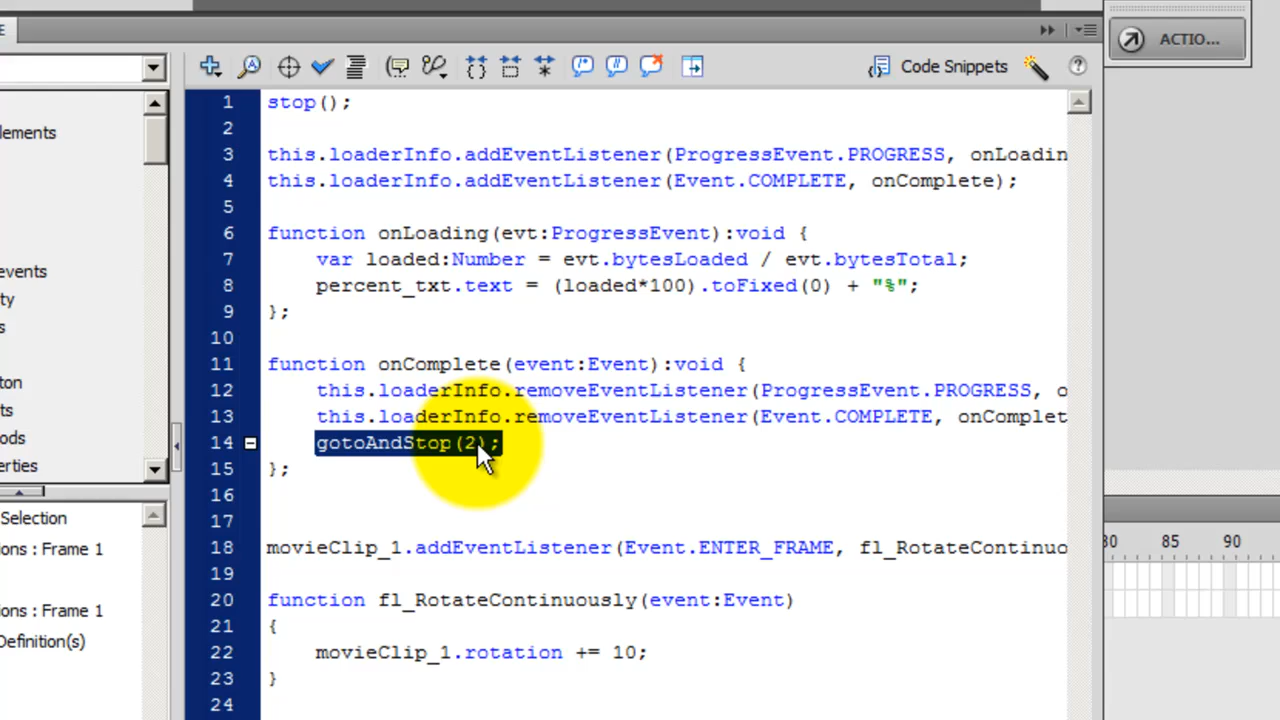 E
ACTIO...
Code Snippets
lements
events
ty
s
ton
ts
ods
erties
Selection
ons : Frame 1
ons : Frame 1
Definition(s)
1 stop();
2
3 this.loaderInfo.addEventListener(ProgressEvent.PROGRESS, onLoadin
4 this.loaderInfo.addEventListener(Event.COMPLETE, onComplete);
5
6 function onLoading(evt:ProgressEvent):void {
7 var loaded:Number = evt.bytesLoaded / evt.bytesTotal;
8 percent_txt.text = (loaded*100).toFixed(0) + "%";
9 };
10
11 function onComplete(event:Event):void {
12 this.loaderInfo.removeEventListener(ProgressEvent.PROGRESS, o
13 this.loaderInfo.removeEventListener(Event.COMPLETE, onComplet
14 gotoAndStop(2);
15 };
16
17
18 movieClip_1.addEventListener(Event.ENTER_FRAME, fl_RotateContinuo
19
20 function fl_RotateContinuously(event:Event)
21 {
22 movieClip_1.rotation += 10;
23 }
24
80 85 90